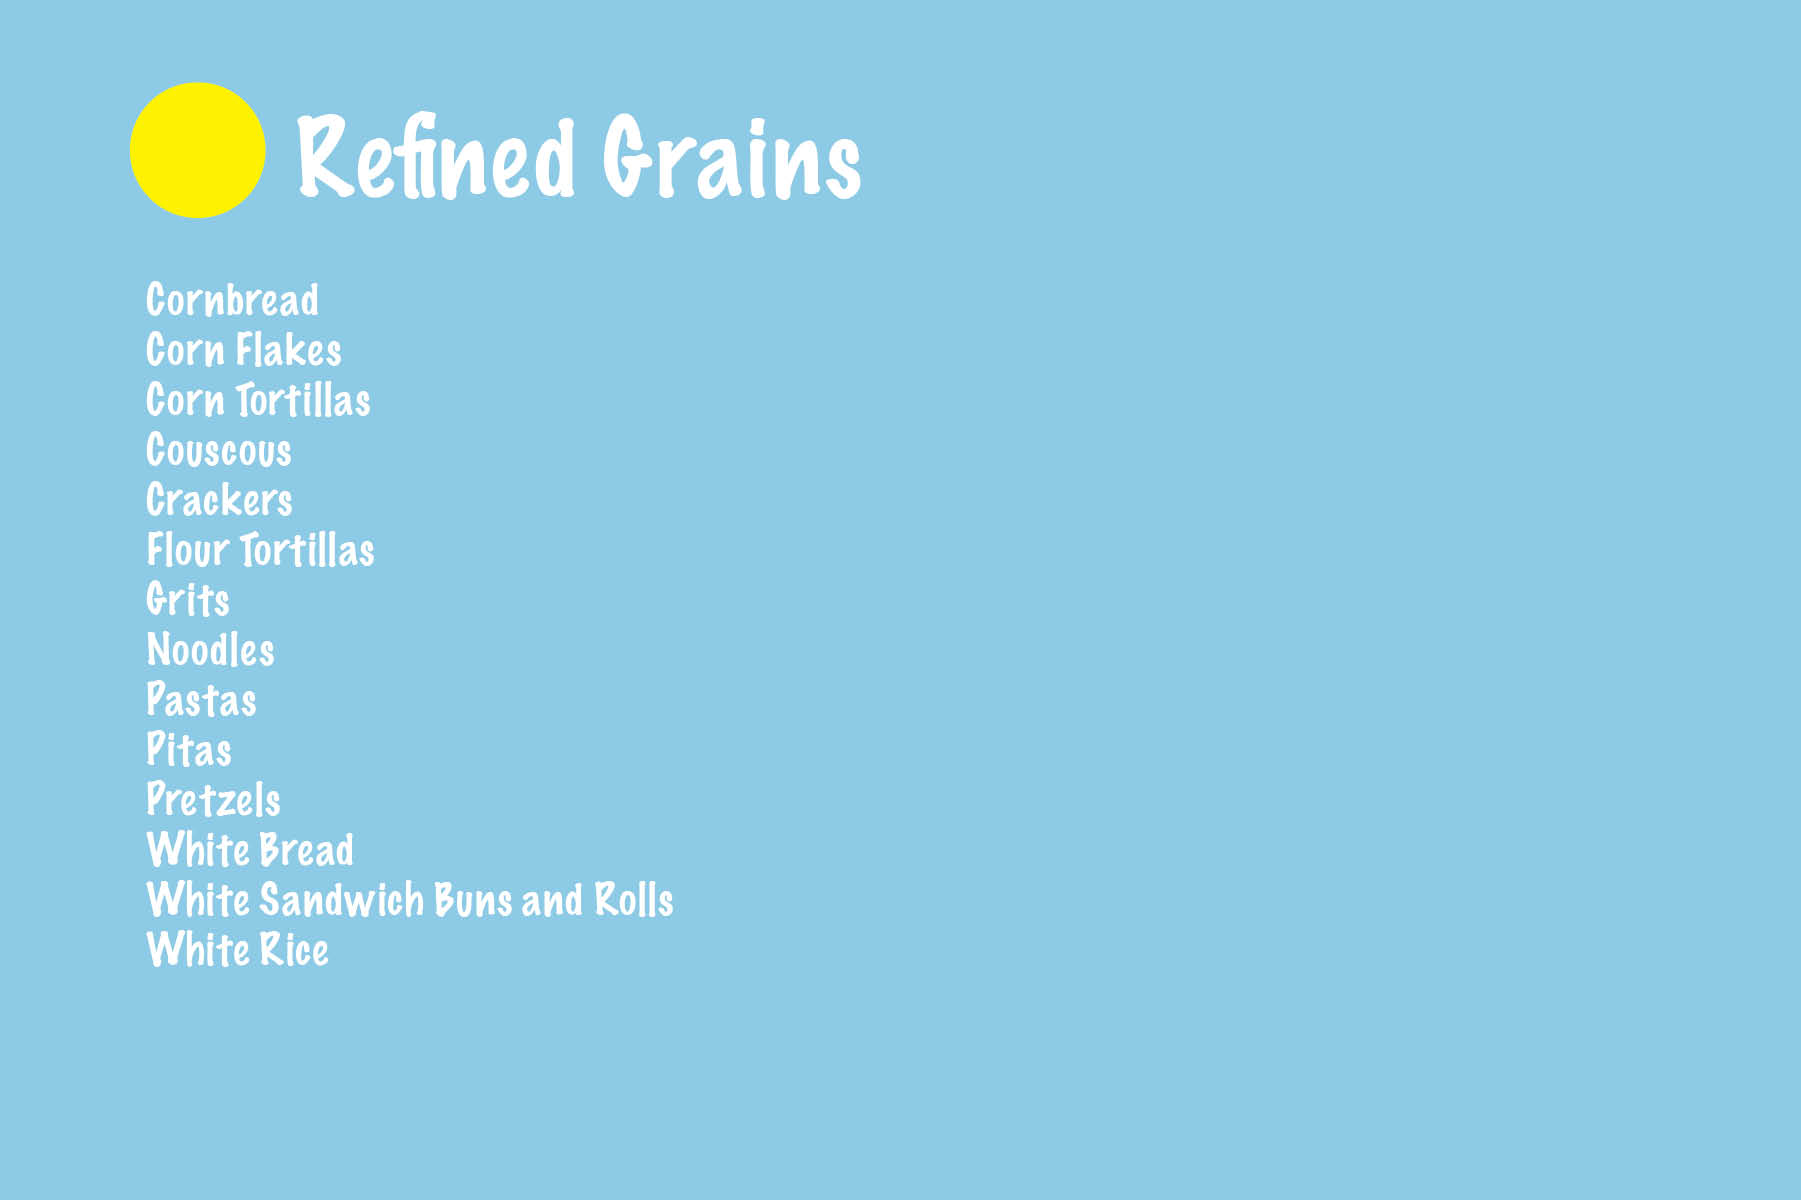 Refined Grains
Cornbread
Corn Flakes
Corn Tortillas
Couscous
Crackers
Flour Tortillas
Grits
Noodles
Pastas
Pitas
Pretzels
White Bread
White Sandwich Buns and Rolls
White Rice